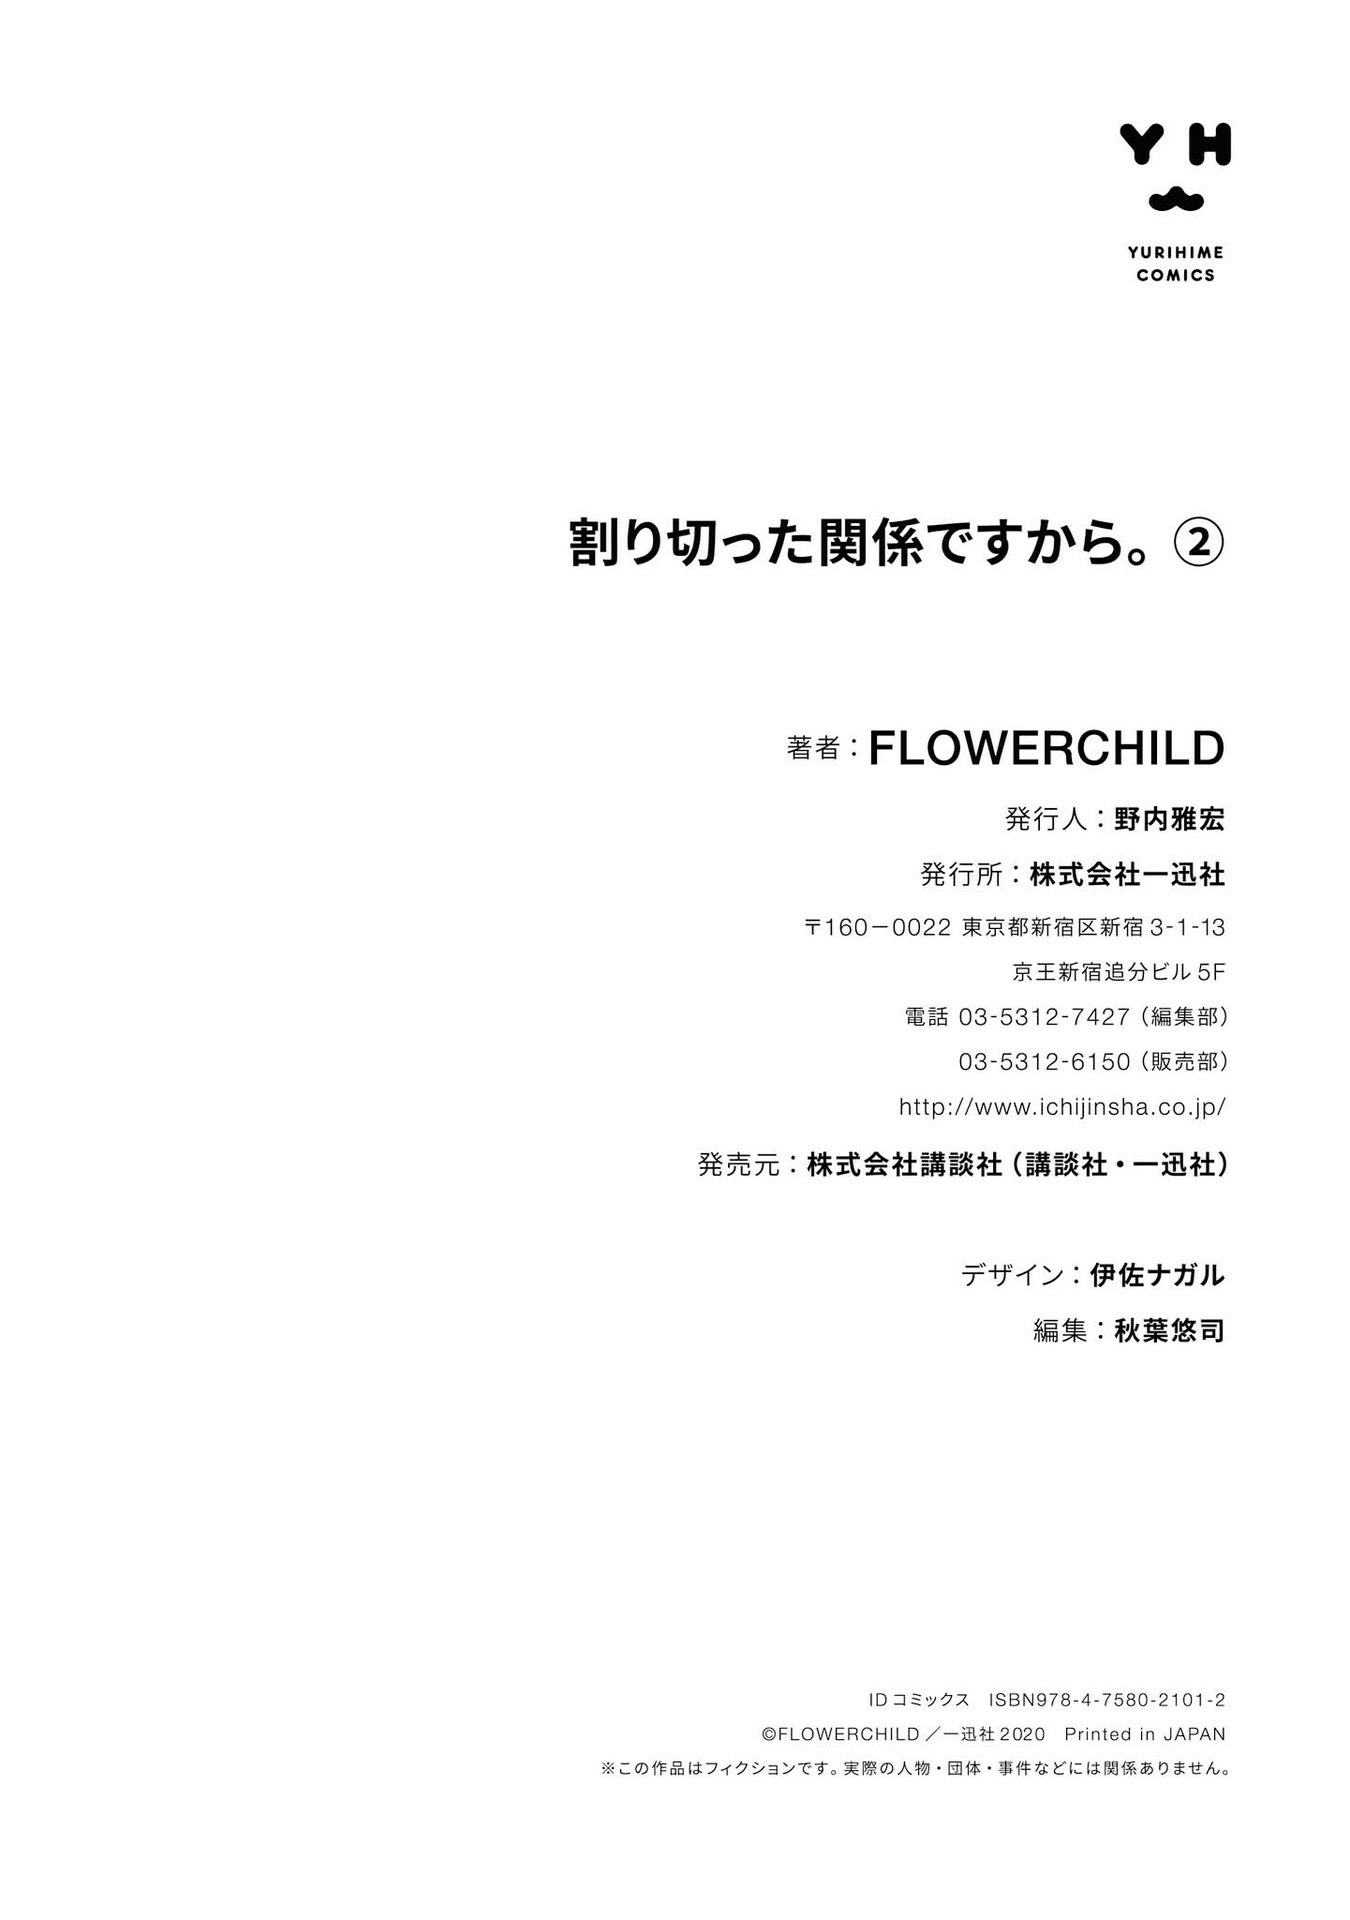 Y H
YURIHIME
COMICS
割り切った関係ですから。②
著者：FLOWERCHILD
発行人：野内雅宏
発行所：株式会社一迅社
〒160－0022 東京都新宿区新宿3-1-13
京王新宿追分ビル5F
電話 03-5312-7427（編集部）
03-5312-6150（販売部）
http://www.ichijinsha.co.jp/
発売元：株式会社講談社（講談社・一迅社）
デザイン：伊佐ナガル
編集：秋葉悠司
IDコミックス　ISBN978-4-7580-2101-2
©FLOWERCHILD／一迅社2020　Printed in JAPAN
※この作品はフィクションです。実際の人物・団体・事件などには関係ありません。